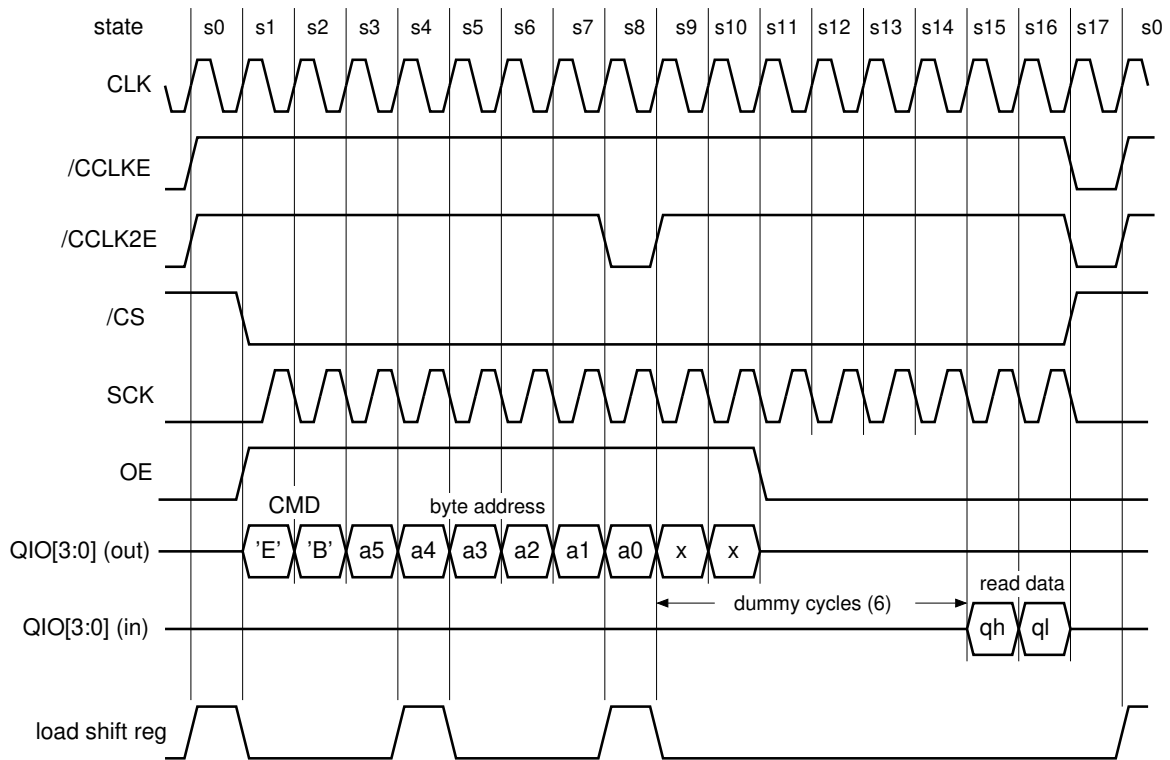 state s0 s1 s2 s3 s4 s5 s6 s7 s8 s9 s10 s11 s12 s13 s14 s15 s16 s17 s0
CLK
/CCLKE
/CCLK2E
/CS
SCK
OE
CMD byte address
QIO[3:0] (out) 'E' 'B' a5 a4 a3 a2 a1 a0 x x
read data
dummy cycles (6)
QIO[3:0] (in) qh ql
load shift reg